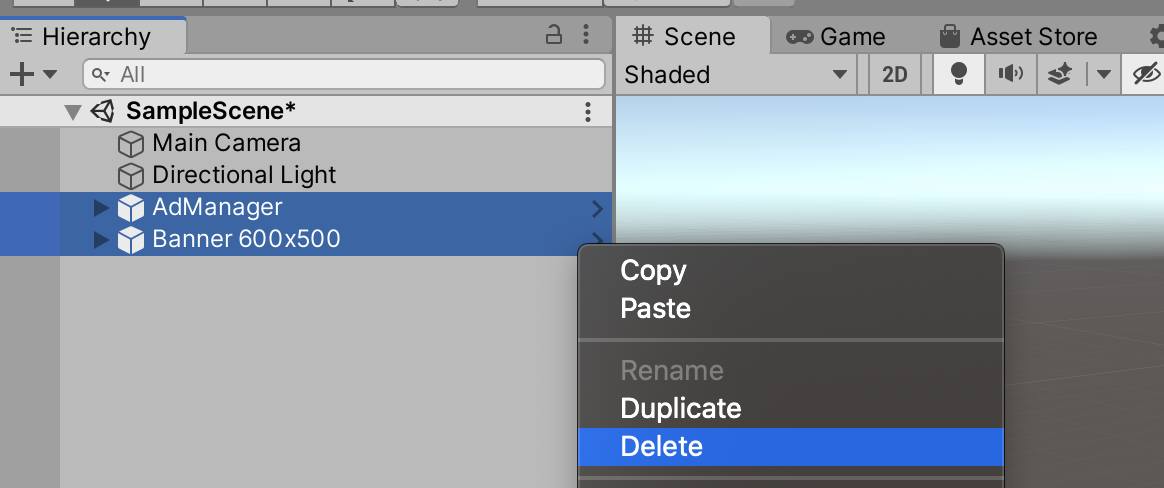 Hierarchy
Scene
Game
Asset Store
All
Shaded
2D
SampleScene*
Main Camera
Directional Light
AdManager
Banner 600x500
Copy
Paste
Rename
Duplicate
Delete